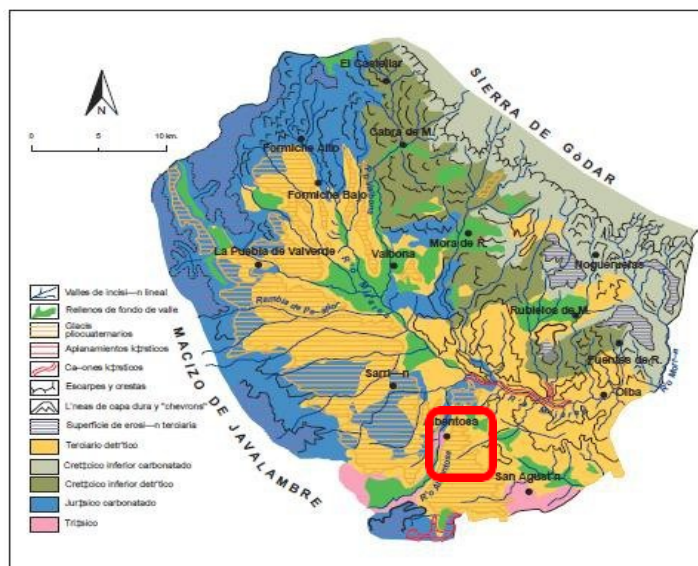 El Castellar
SIERRA DE GòDAR
Cabra de M.
N
0 5 10 km.
Formiche Alto
Formiche Bajo
La Puebla de Valverde
Valbona
Mora de R.
Nogueruelas
Rubielos de M.
Fuentes de R.
Olba
Sarri—n
bentosa
San Agust'n
MACIZO DE JAVALAMBRE
Valles de incisi—n lineal
Rellenos de fondo de valle
Glacis
pliocuaternarios
Aplanamientos k‡rsticos
Ca–ones k‡rsticos
Escarpes y crestas
L'neas de capa dura y "chevrons"
Superficie de erosi—n terciaria
Terciario detr'tico
Cret‡cico inferior carbonatado
Cret‡cico inferior detr'tico
Jur‡sico carbonatado
Tri‡sico